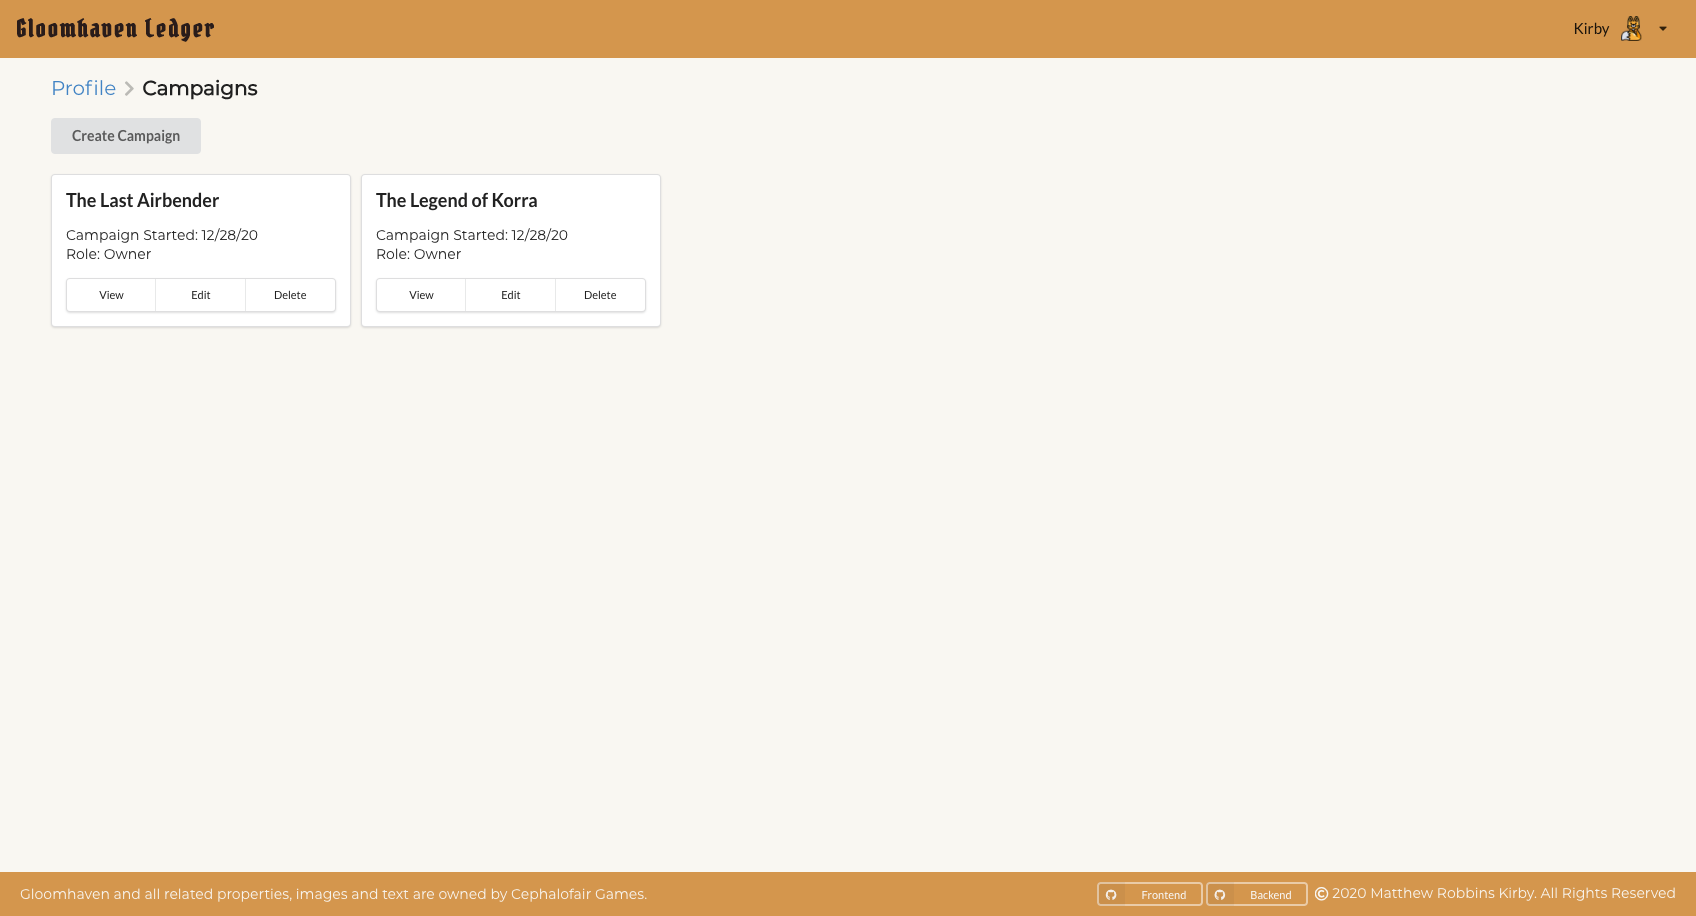 Gloomhaven Ledger
Kirby
Profile
Campaigns
Create Campaign
The Last Airbender
Campaign Started: 12/28/20
Role: Owner
View Edit Delete
The Legend of Korra
Campaign Started: 12/28/20
Role: Owner
View Edit Delete
Gloomhaven and all related properties, images and text are owned by Cephalofair Games.
Frontend
Backend
© 2020 Matthew Robbins Kirby. All Rights Reserved